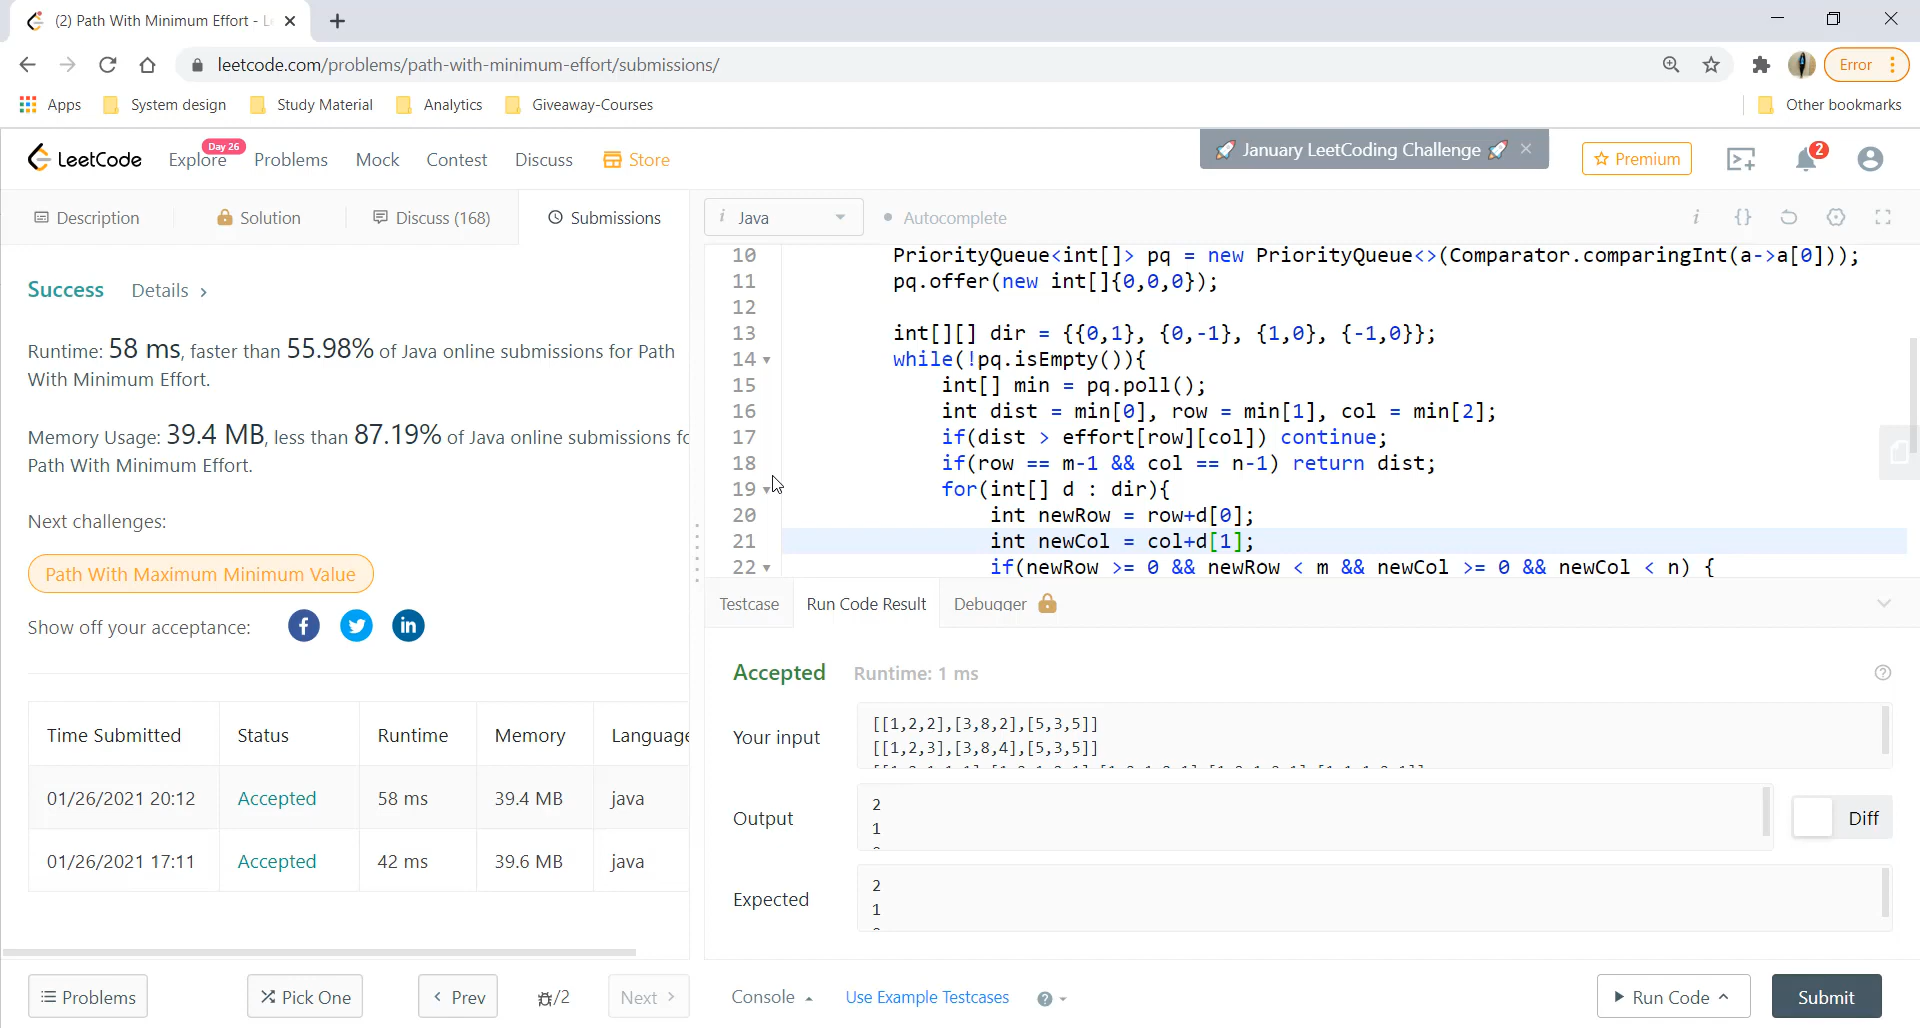 (2) Path With Minimum Effort - L
leetcode.com/problems/path-with-minimum-effort/submissions/
Error
Apps
System design
Study Material
Analytics
Giveaway-Courses
Other bookmarks
LeetCode
Explore
Day 26
Problems
Mock
Contest
Discuss
Store
🚀 January LeetCoding Challenge 🚀 ×
Premium
2
Description
Solution
Discuss (168)
Submissions
i Java
Autocomplete
i {}
Success
Details >
Runtime: 58 ms, faster than 55.98% of Java online submissions for Path
With Minimum Effort.
Memory Usage: 39.4 MB, less than 87.19% of Java online submissions fo
Path With Minimum Effort.
Next challenges:
Path With Maximum Minimum Value
Show off your acceptance:
Time Submitted Status Runtime Memory Language
01/26/2021 20:12 Accepted 58 ms 39.4 MB java
01/26/2021 17:11 Accepted 42 ms 39.6 MB java
10 PriorityQueue<int[]> pq = new PriorityQueue<>(Comparator.comparingInt(a->a[0]));
11 pq.offer(new int[]{0,0,0});
12
13 int[][] dir = {{0,1}, {0,-1}, {1,0}, {-1,0}};
14 while(!pq.isEmpty()){
15 int[] min = pq.poll();
16 int dist = min[0], row = min[1], col = min[2];
17 if(dist > effort[row][col]) continue;
18 if(row == m-1 && col == n-1) return dist;
19 for(int[] d : dir){
20 int newRow = row+d[0];
21 int newCol = col+d[1];
22 if(newRow >= 0 && newRow < m && newCol >= 0 && newCol < n) {
Testcase
Run Code Result
Debugger
Accepted
Runtime: 1 ms
Your input
[[1,2,2],[3,8,2],[5,3,5]]
[[1,2,3],[3,8,4],[5,3,5]]
Output
2
1
Diff
Expected
2
1
Problems
Pick One
< Prev
/2
Next >
Console
Use Example Testcases
?
Run Code
Submit